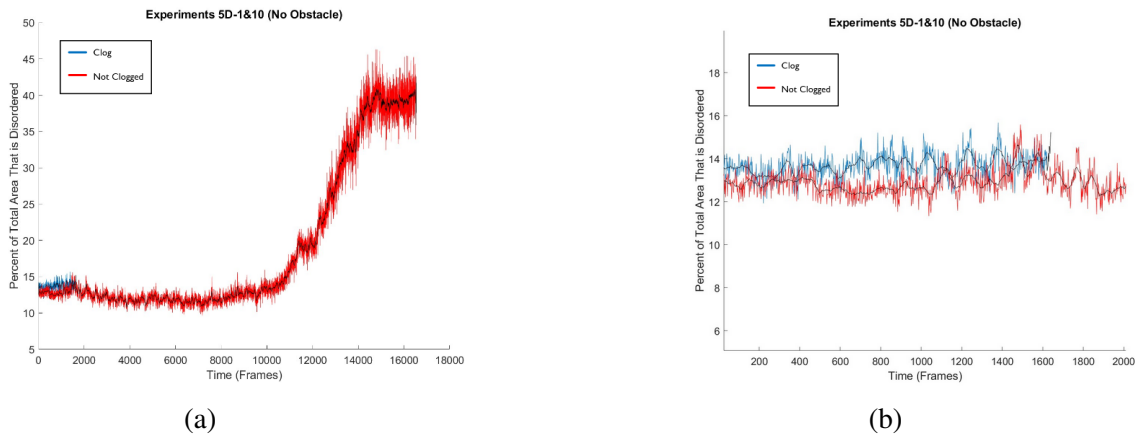 Experiments 5D-1&10 (No Obstacle)
Percent of Total Area That is Disordered
50
45
40
35
30
25
20
15
10
5
Clog
Not Clogged
0 2000 4000 6000 8000 10000 12000 14000 16000 18000
Time (Frames)
(a)
Experiments 5D-1&10 (No Obstacle)
Percent of Total Area That is Disordered
18
16
14
12
10
8
6
Clog
Not Clogged
200 400 600 800 1000 1200 1400 1600 1800 2000
Time (Frames)
(b)